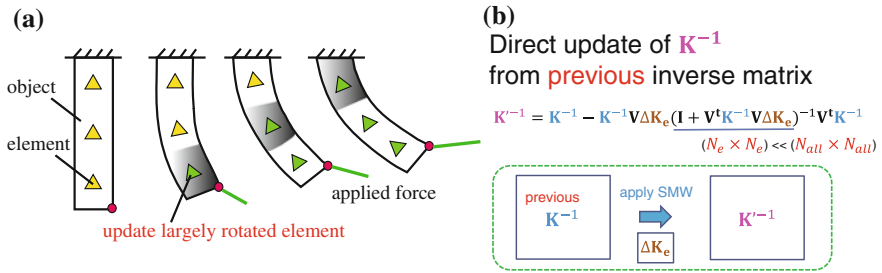 (a)
object
element
applied force
update largely rotated element
(b)
Direct update of K⁻¹
from previous inverse matrix
K'⁻¹ = K⁻¹ − K⁻¹VΔKₑ(I + VᵗK⁻¹VΔKₑ)⁻¹VᵗK⁻¹
(Nₑ × Nₑ) << (Nₐₗₗ × Nₐₗₗ)
previous
K⁻¹
apply SMW
ΔKₑ
K'⁻¹